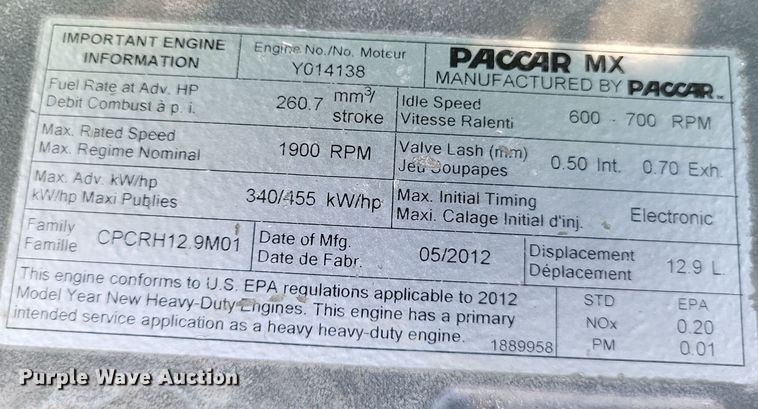 IMPORTANT ENGINE
INFORMATION
Engine No./No. Moteur
Y014138
PACCAR MX
MANUFACTURED BY PACCAR INC
Fuel Rate at Adv. HP
Debit Combust à p. i.
260.7 mm3/
stroke
Idle Speed
Vitesse Ralenti
600 - 700 RPM
Max. Rated Speed
Max. Regime Nominal
1900 RPM
Valve Lash (mm)
Jeu Soupapes
0.50 Int. 0.70 Exh.
Max. Adv. kW/hp
kW/hp Maxi Publies
340/455 kW/hp
Max. Initial Timing
Maxi. Calage Initial d'inj.
Electronic
Family
Famille
CPCRH12.9M01
Date of Mfg.
Date de Fabr.
05/2012
Displacement
Déplacement
12.9 L.
This engine conforms to U.S. EPA regulations applicable to 2012
Model Year New Heavy-Duty Engines. This engine has a primary
intended service application as a heavy heavy-duty engine.
1889958
STD EPA
NOx 0.20
PM 0.01
Purple Wave Auction